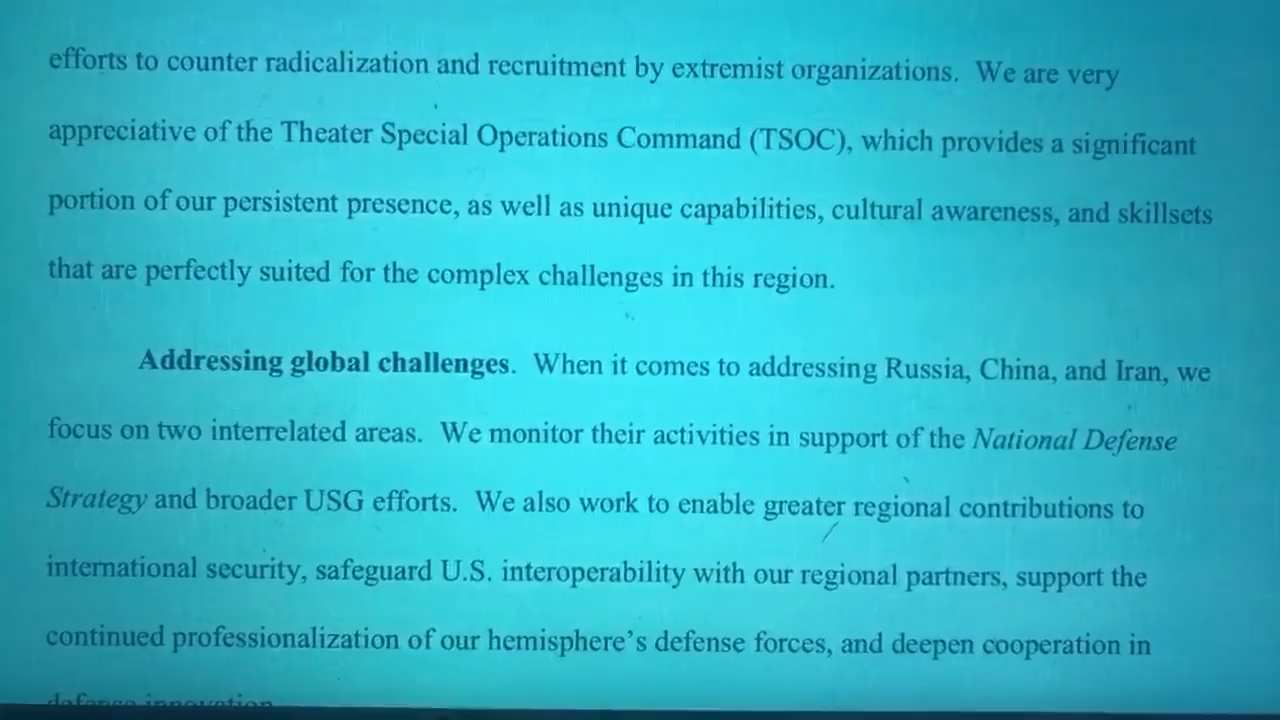 efforts to counter radicalization and recruitment by extremist organizations.  We are very
appreciative of the Theater Special Operations Command (TSOC), which provides a significant
portion of our persistent presence, as well as unique capabilities, cultural awareness, and skillsets
that are perfectly suited for the complex challenges in this region.
Addressing global challenges.  When it comes to addressing Russia, China, and Iran, we
focus on two interrelated areas.  We monitor their activities in support of the National Defense
Strategy and broader USG efforts.  We also work to enable greater regional contributions to
international security, safeguard U.S. interoperability with our regional partners, support the
continued professionalization of our hemisphere’s defense forces, and deepen cooperation in
defense innovation